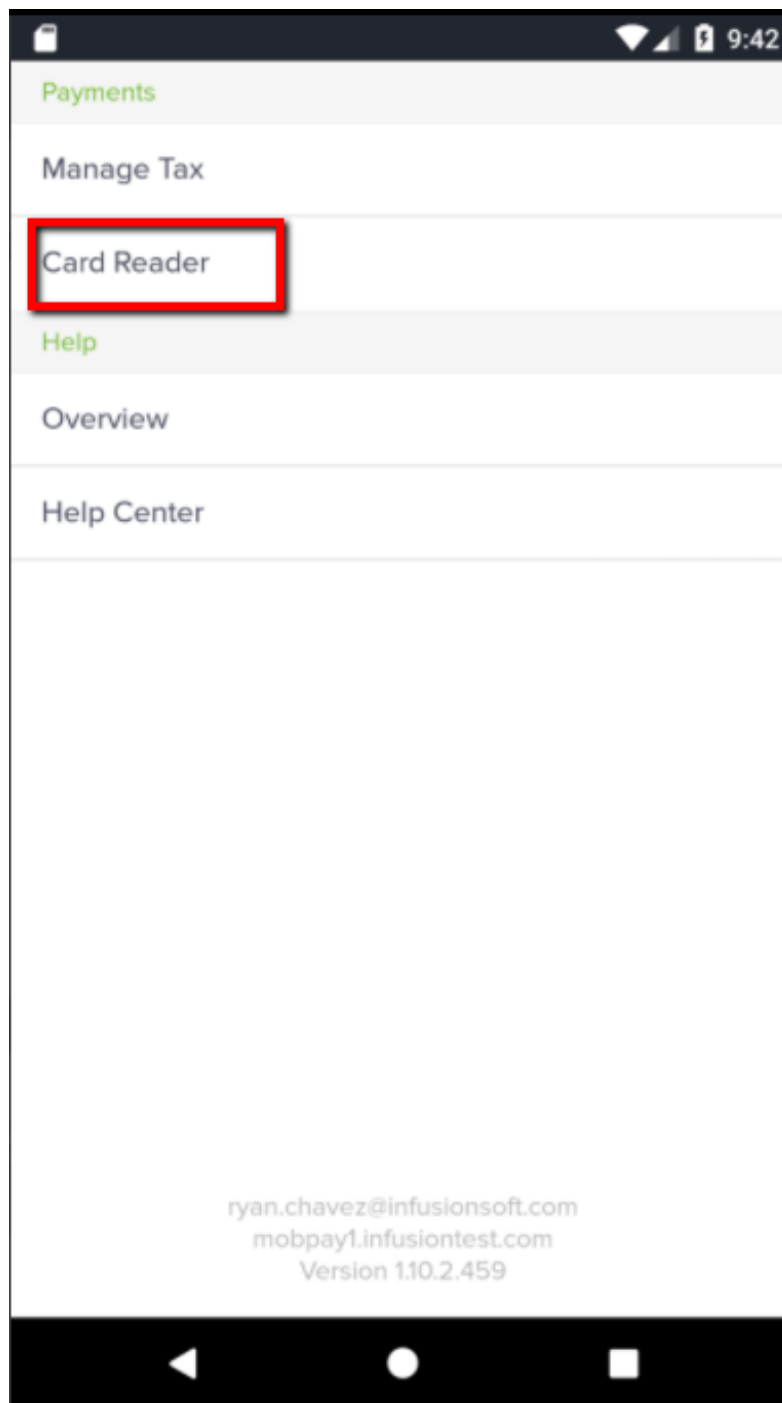 9:42
Payments
Manage Tax
Card Reader
Help
Overview
Help Center
ryan.chavez@infusionsoft.com
mobpay1.infusiontest.com
Version 1.10.2.459